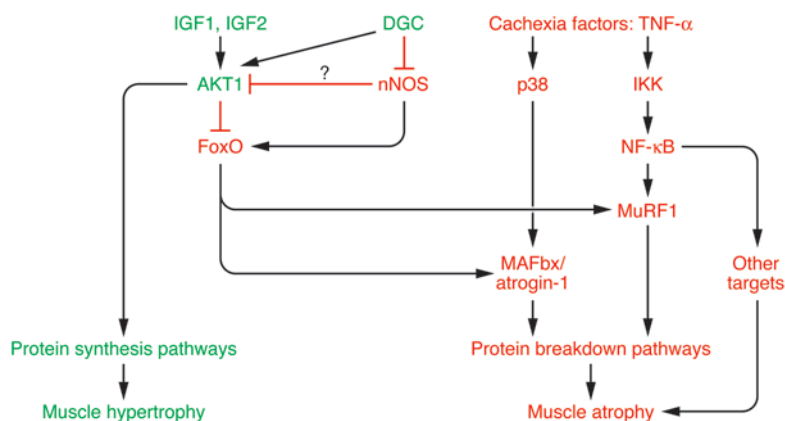 IGF1, IGF2
DGC
Cachexia factors: TNF-α
?
AKT1
nNOS
p38
IKK
FoxO
NF-κB
MuRF1
MAFbx/
atrogin-1
Other
targets
Protein synthesis pathways
Protein breakdown pathways
Muscle hypertrophy
Muscle atrophy